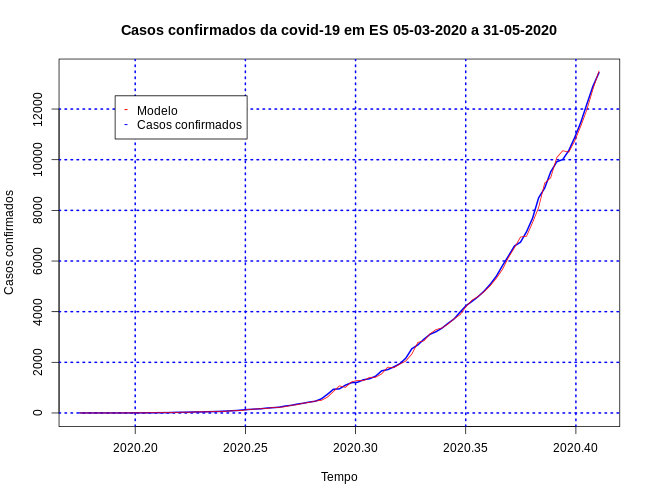 Casos confirmados da covid-19 em ES 05-03-2020 a 31-05-2020
Casos confirmados
12000
10000
8000
6000
4000
2000
0
Modelo
Casos confirmados
2020.20 2020.25 2020.30 2020.35 2020.40
Tempo